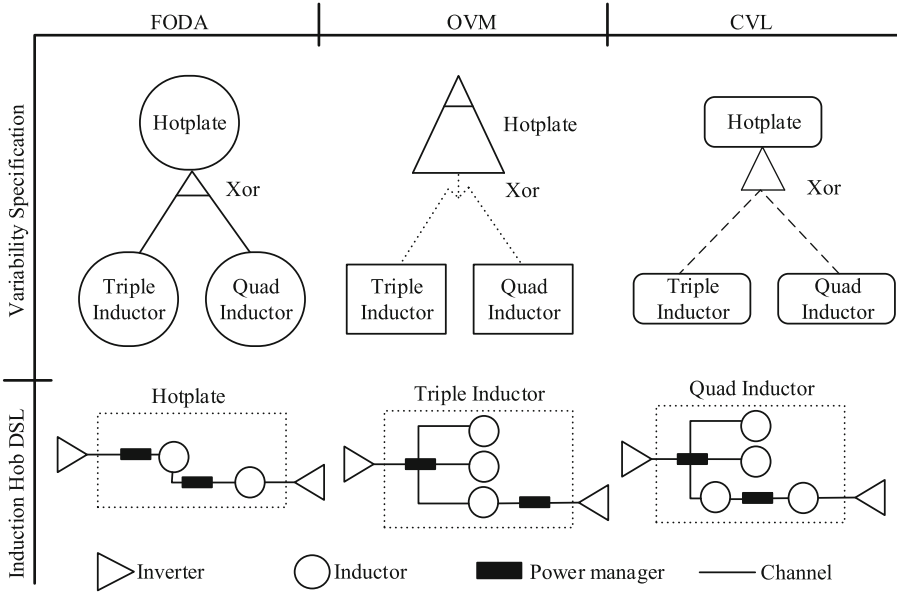 FODA
OVM
CVL
Variability Specification
Hotplate
Xor
Triple
Inductor
Quad
Inductor
Hotplate
Xor
Triple
Inductor
Quad
Inductor
Hotplate
Xor
Triple
Inductor
Quad
Inductor
Induction Hob DSL
Hotplate
Triple Inductor
Quad Inductor
Inverter
Inductor
Power manager
Channel